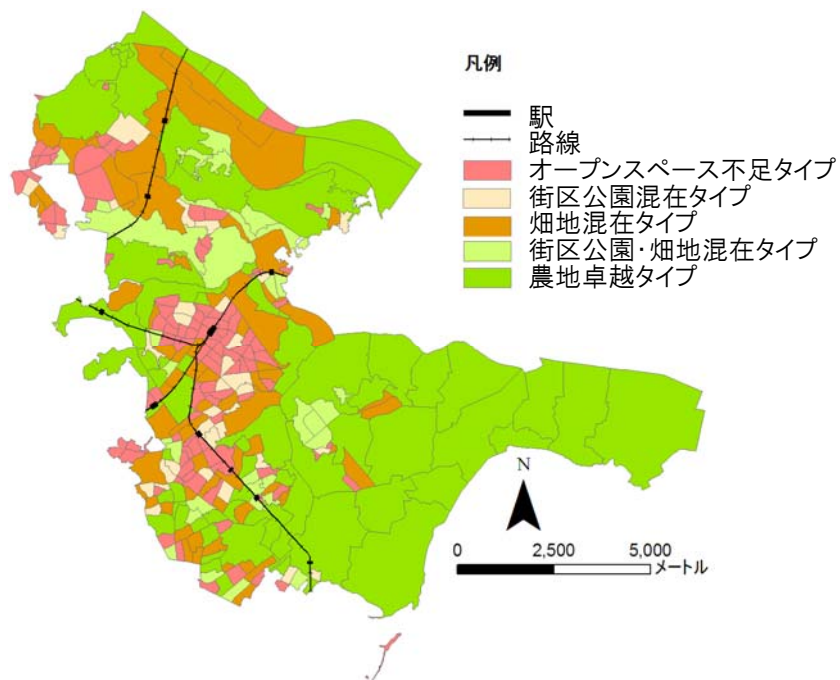 凡例
駅
路線
オープンスペース不足タイプ
街区公園混在タイプ
畑地混在タイプ
街区公園・畑地混在タイプ
農地卓越タイプ
N
0 2,500 5,000
メートル